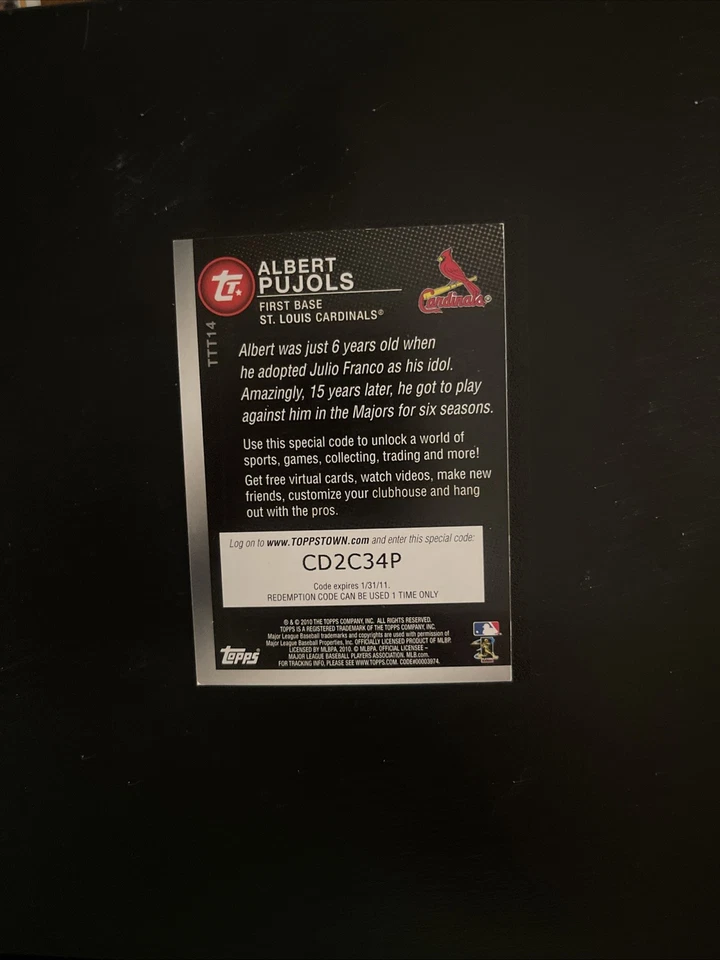 tr.
ALBERT
PUJOLS
FIRST BASE
ST. LOUIS CARDINALS®
Cardinals®
TTT14
Albert was just 6 years old when
he adopted Julio Franco as his idol.
Amazingly, 15 years later, he got to play
against him in the Majors for six seasons.
Use this special code to unlock a world of
sports, games, collecting, trading and more!
Get free virtual cards, watch videos, make new
friends, customize your clubhouse and hang
out with the pros.
Log on to www.TOPPSTOWN.com and enter this special code:
CD2C34P
Code expires 1/31/11.
REDEMPTION CODE CAN BE USED 1 TIME ONLY
® & © 2010 THE TOPPS COMPANY, INC. ALL RIGHTS RESERVED.
TOPPS IS A REGISTERED TRADEMARK OF THE TOPPS COMPANY, INC.
Major League Baseball trademarks and copyrights are used with permission of
Major League Baseball Properties, Inc. OFFICIALLY LICENSED PRODUCT OF MLBP.
LICENSED BY MLBPA, 2010. © MLBPA. OFFICIAL LICENSEE –
MAJOR LEAGUE BASEBALL PLAYERS ASSOCIATION. MLB.com.
FOR TRACKING INFO, PLEASE SEE WWW.TOPPS.COM. CODE#00003974.
Topps®